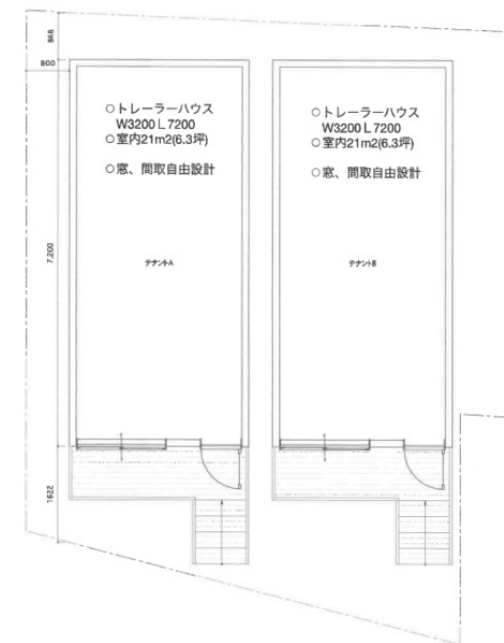 866
800
○トレーラーハウス
W3200 L 7200
○室内21m2(6.3坪)
○窓、間取自由設計
○トレーラーハウス
W3200 L 7200
○室内21m2(6.3坪)
○窓、間取自由設計
7,200
テナントA
テナントB
1622